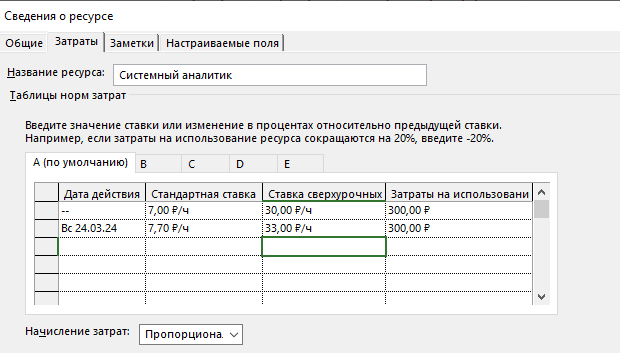 Сведения о ресурсе
Общие Затраты Заметки Настраиваемые поля
Название ресурса: Системный аналитик
Таблицы норм затрат
Введите значение ставки или изменение в процентах относительно предыдущей ставки.
Например, если затраты на использование ресурса сокращаются на 20%, введите -20%.
A (по умолчанию) B C D E
Дата действия Стандартная ставка Ставка сверхурочных Затраты на использовани
-- 7,00 ₽/ч 30,00 ₽/ч 300,00 ₽
Вс 24.03.24 7,70 ₽/ч 33,00 ₽/ч 300,00 ₽
Начисление затрат: Пропорциона.